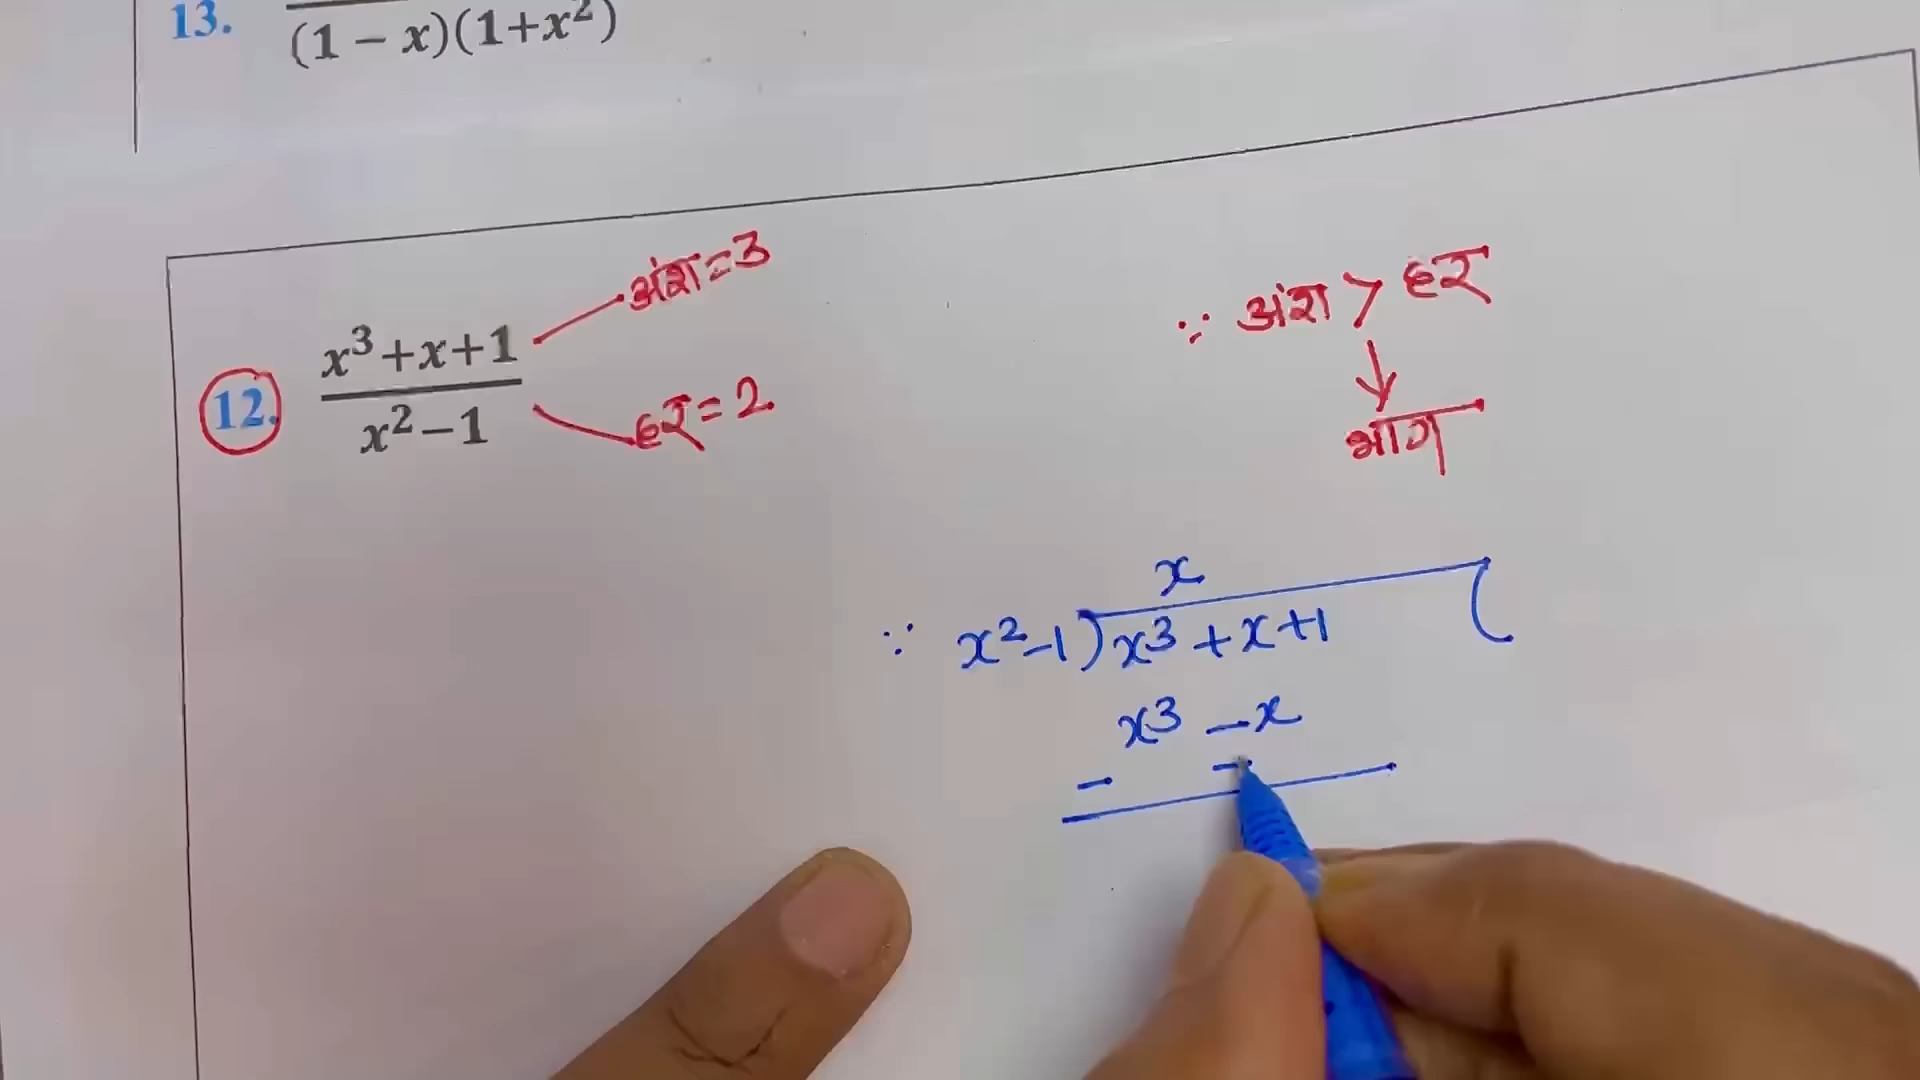 13. (1 – x)(1+x²)
अंश = 3
∵ अंश > हर
12. x³+x+1
x²–1
हर = 2
भाग
x
∵ x²-1) x³ + x +1 (
x³ – x
– –